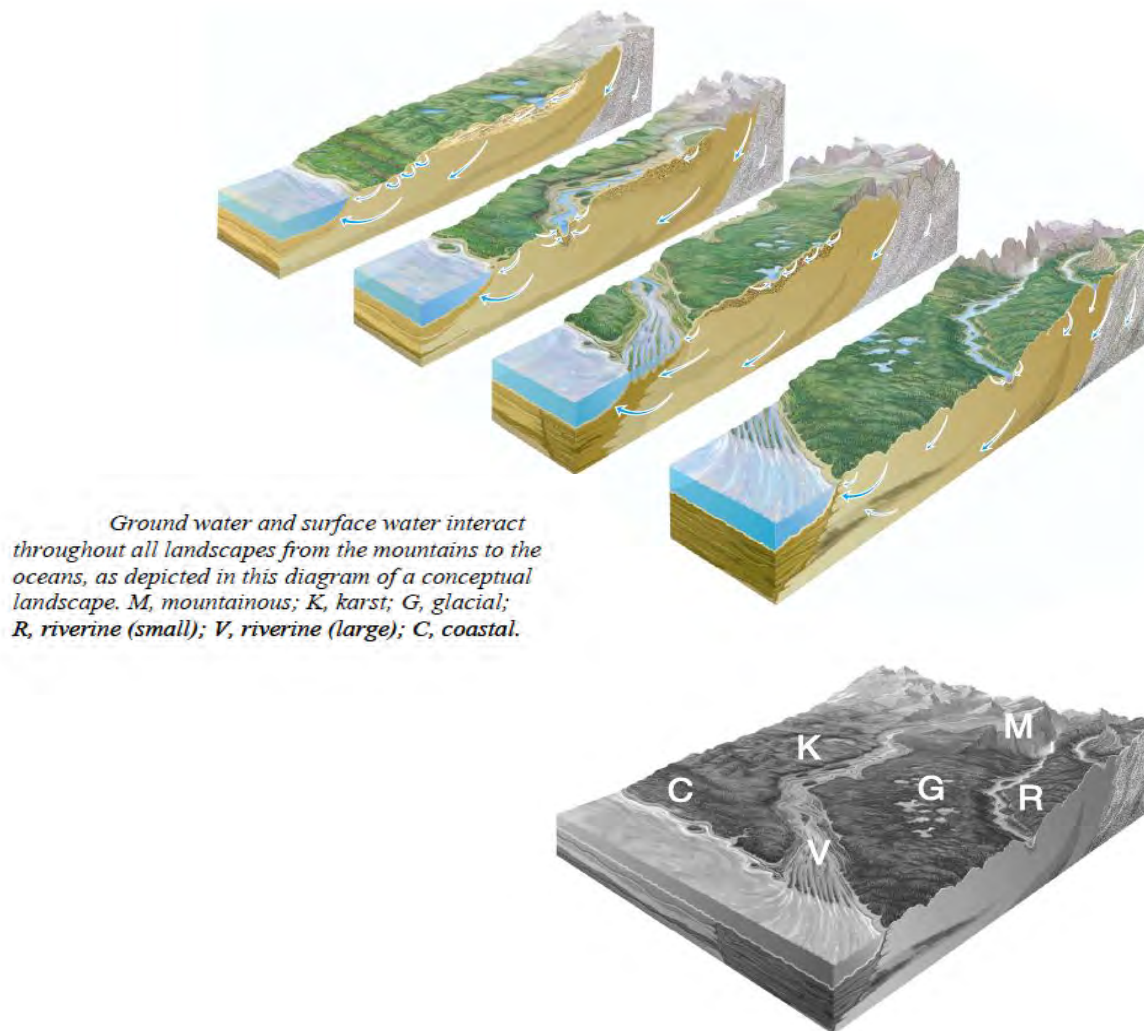 Ground water and surface water interact
throughout all landscapes from the mountains to the
oceans, as depicted in this diagram of a conceptual
landscape. M, mountainous; K, karst; G, glacial;
R, riverine (small); V, riverine (large); C, coastal.
M
K
C
G
R
V